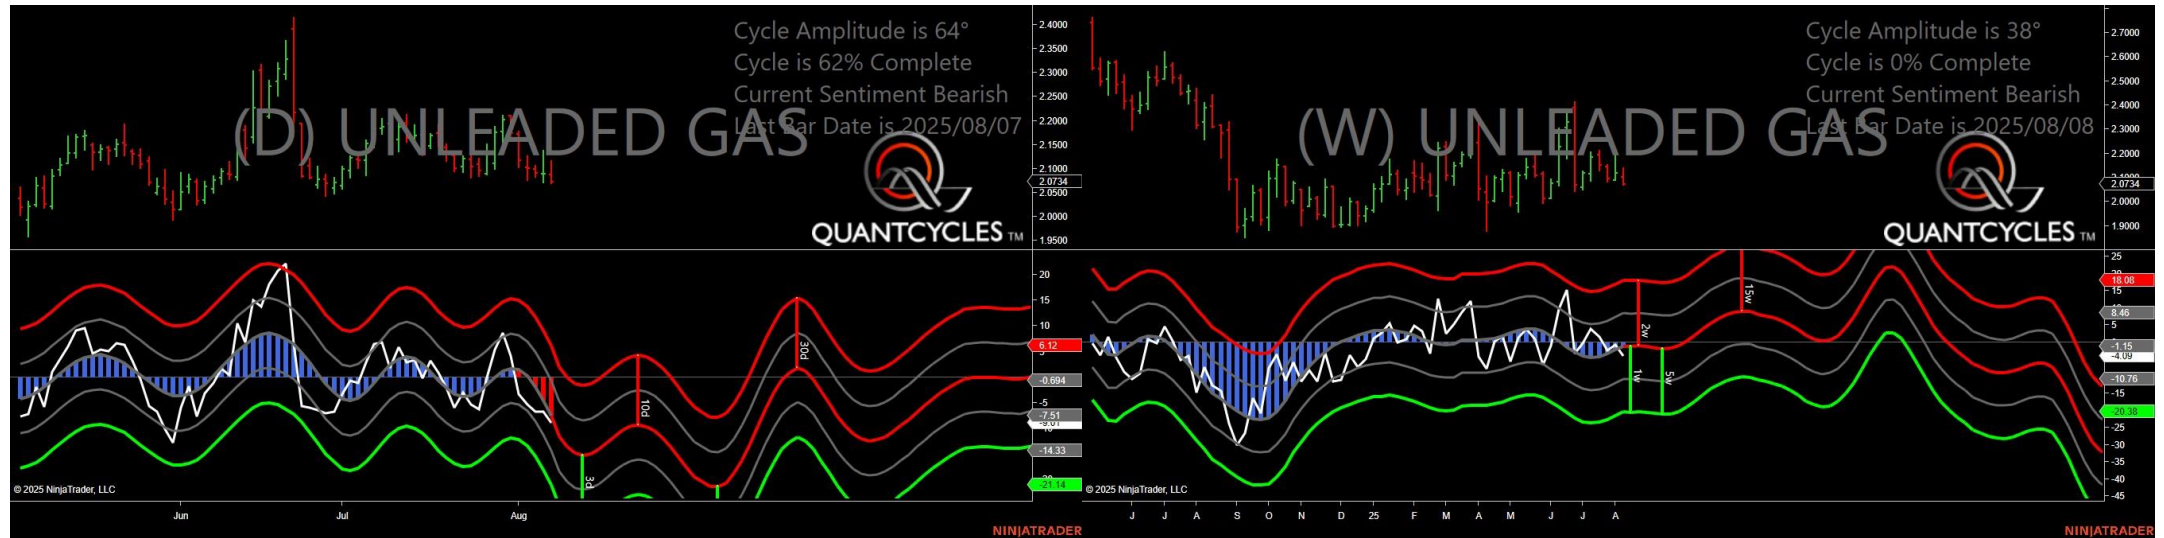 Cycle Amplitude is 64°
Cycle is 62% Complete
Current Sentiment Bearish
Last Bar Date is 2025/08/07
(D) UNLEADED GAS
QUANTCYCLES TM
2.4000
2.3500
2.3000
2.2500
2.2000
2.1500
2.1000
2.0734
2.0500
2.0000
1.9500
20
15
10
6.12
-0.694
-5
-7.51
-9.01
-14.33
-21.14
3d
10d
30d
© 2025 NinjaTrader, LLC
Jun
Jul
Aug
NINJATRADER
Cycle Amplitude is 38°
Cycle is 0% Complete
Current Sentiment Bearish
Last Bar Date is 2025/08/08
(W) UNLEADED GAS
QUANTCYCLES TM
2.7000
2.6000
2.5000
2.4000
2.3000
2.2000
2.0734
1.9000
25
18.08
15
8.46
5
-1.15
-4.09
-10.76
-15
-20.38
-25
-30
-35
-40
-45
1w
2w
5w
15w
© 2025 NinjaTrader, LLC
J
J
A
S
O
N
D
25
F
M
A
M
J
J
A
NINJATRADER